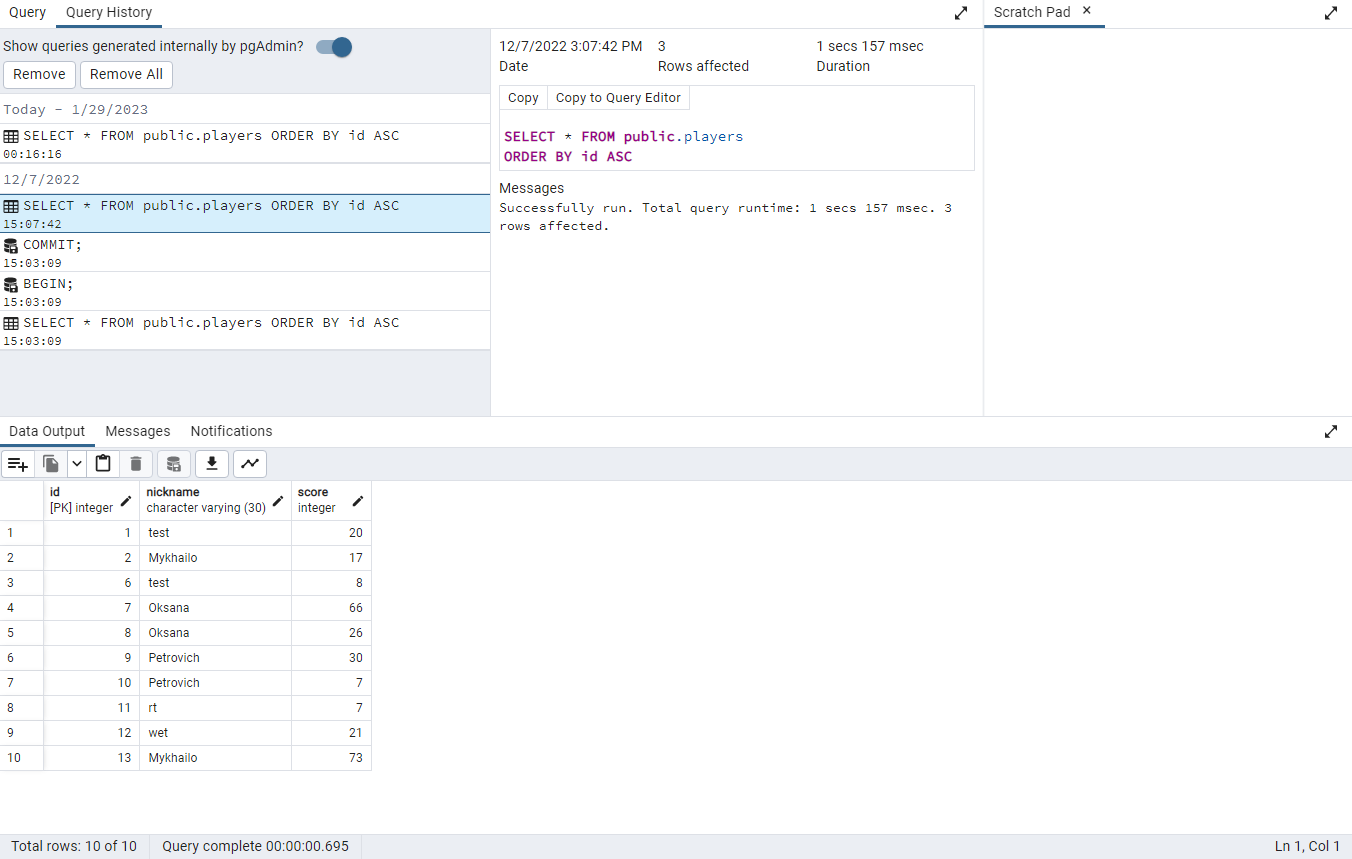 Query Query History
Scratch Pad ×
Show queries generated internally by pgAdmin?
Remove Remove All
Today - 1/29/2023
SELECT * FROM public.players ORDER BY id ASC
00:16:16
12/7/2022
SELECT * FROM public.players ORDER BY id ASC
15:07:42
COMMIT;
15:03:09
BEGIN;
15:03:09
SELECT * FROM public.players ORDER BY id ASC
15:03:09
12/7/2022 3:07:42 PM 3 1 secs 157 msec
Date Rows affected Duration
Copy Copy to Query Editor
SELECT * FROM public.players
ORDER BY id ASC
Messages
Successfully run. Total query runtime: 1 secs 157 msec. 3
rows affected.
Data Output Messages Notifications
id nickname score
[PK] integer character varying (30) integer
1 1 test 20
2 2 Mykhailo 17
3 6 test 8
4 7 Oksana 66
5 8 Oksana 26
6 9 Petrovich 30
7 10 Petrovich 7
8 11 rt 7
9 12 wet 21
10 13 Mykhailo 73
Total rows: 10 of 10 Query complete 00:00:00.695 Ln 1, Col 1